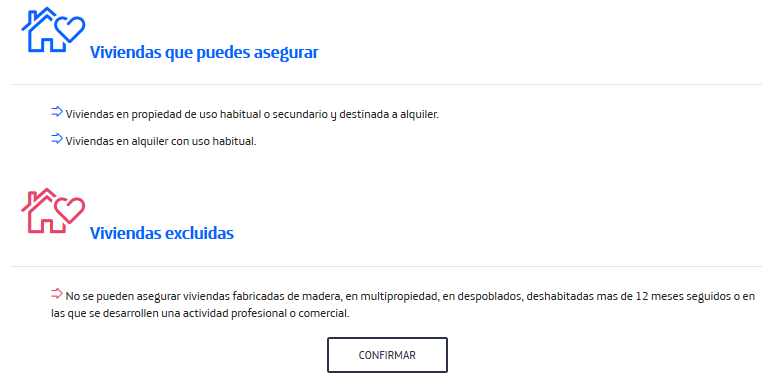 Viviendas que puedes asegurar
Viviendas en propiedad de uso habitual o secundario y destinada a alquiler.
Viviendas en alquiler con uso habitual.
Viviendas excluidas
No se pueden asegurar viviendas fabricadas de madera, en multipropiedad, en despoblados, deshabitadas mas de 12 meses seguidos o en
las que se desarrollen una actividad profesional o comercial.
CONFIRMAR